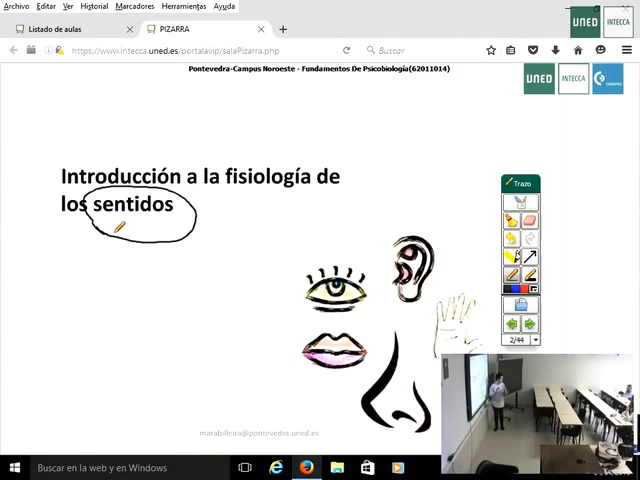 Archivo Editar Ver Historial Marcadores Herramientas Ayuda
Listado de aulas
PIZARRA
https://www.intecca.uned.es/portalavip/salaPizarra.php
Buscar
UNED INTECCA
Pontevedra-Campus Noroeste - Fundamentos De Psicobiología(62011014)
UNED INTECCA
Introducción a la fisiología de
los sentidos
Trazo
2/44
marabilleira@pontevedra.uned.es
Buscar en la web y en Windows